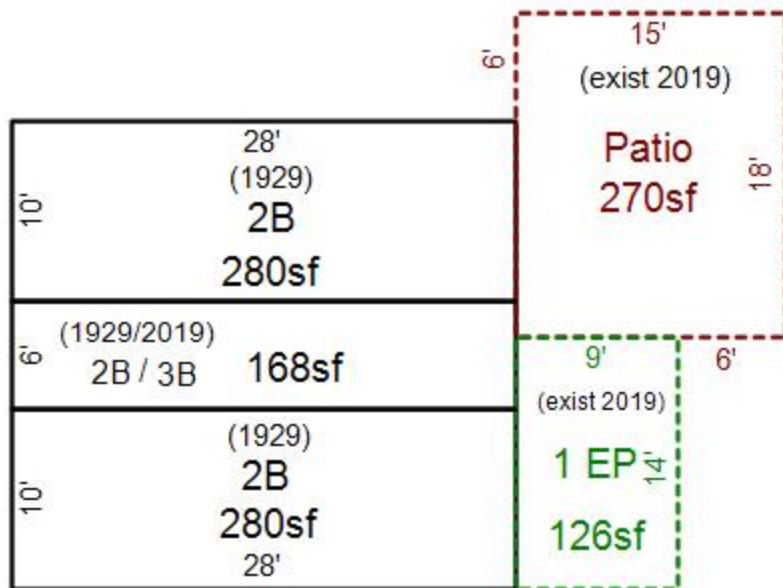 15'
6'
(exist 2019)
Patio
270sf
18'
28'
(1929)
10'
2B
280sf
(1929/2019)
6'
2B / 3B 168sf
9'
6'
(exist 2019)
1 EP
14'
126sf
(1929)
2B
10'
280sf
28'